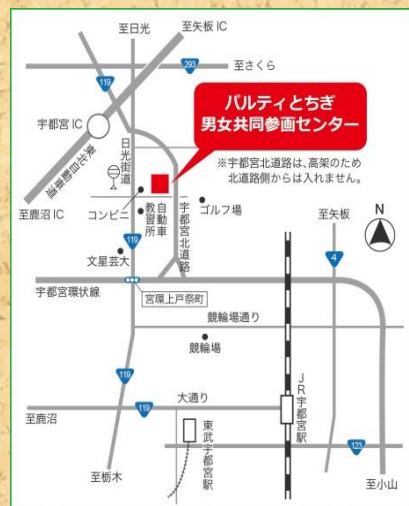 至日光
至矢板 IC
119
293
至さくら
パルティとちぎ
男女共同参画センター
宇都宮 IC
東北自動車道
日光街道
※宇都宮北道路は、高架のため
北道路側からは入れません。
至鹿沼 IC
コンビニ
自動車
教習所
宇都宮北道路
ゴルフ場
至矢板
N
4
119
文星芸大
宇都宮環状線
宮環上戸祭町
競輪場通り
競輪場
119
大通り
至鹿沼
119
東武宇都宮駅
JR宇都宮駅
123
至栃木
至小山